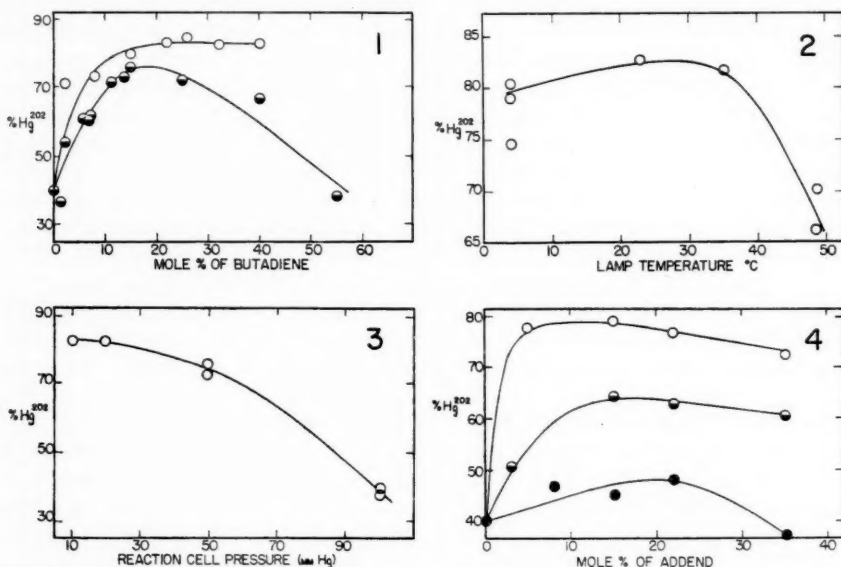 1
90
70
50
30
%Hg²⁰²
0 10 20 30 40 50 60
MOLE % OF BUTADIENE
2
85
80
75
70
65
%Hg²⁰²
0 10 20 30 40 50
LAMP TEMPERATURE °C
3
90
70
50
30
%Hg²⁰²
10 30 50 70 90
REACTION CELL PRESSURE (mm Hg)
4
80
70
60
50
40
%Hg²⁰²
0 10 20 30
MOLE % OF ADDEND